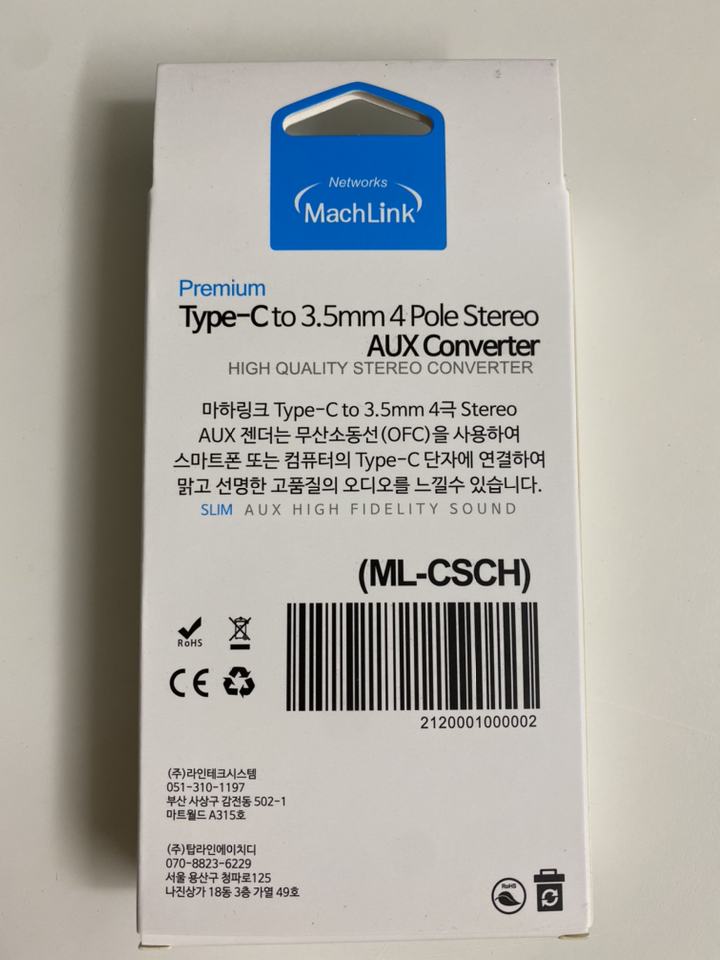 Networks
MachLink
Premium
Type-C to 3.5mm 4 Pole Stereo
AUX Converter
HIGH QUALITY STEREO CONVERTER
마하링크 Type-C to 3.5mm 4극 Stereo
AUX 젠더는 무산소동선(OFC)을 사용하여
스마트폰 또는 컴퓨터의 Type-C 단자에 연결하여
맑고 선명한 고품질의 오디오를 느낄수 있습니다.
SLIM AUX HIGH FIDELITY SOUND
(ML-CSCH)
RoHS
CE
2120001000002
(주)라인테크시스템
051-310-1197
부산 사상구 감전동 502-1
마트월드 A315호
(주)탑라인에이치디
070-8823-6229
서울 용산구 청파로125
나진상가 18동 3층 가열 49호
RoHS